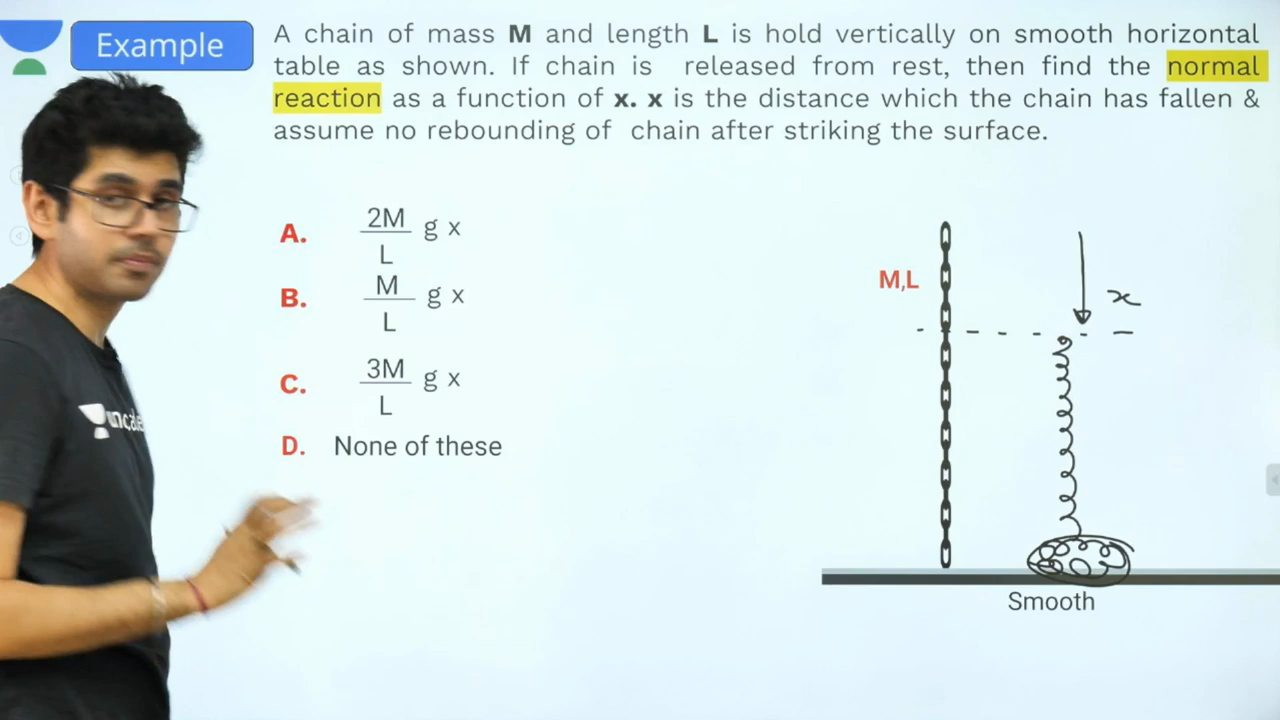 Example
A chain of mass M and length L is hold vertically on smooth horizontal
table as shown. If chain is released from rest, then find the normal
reaction as a function of x. x is the distance which the chain has fallen &
assume no rebounding of chain after striking the surface.
A. 2M/L g x
B. M/L g x
C. 3M/L g x
D. None of these
M,L
x
Smooth